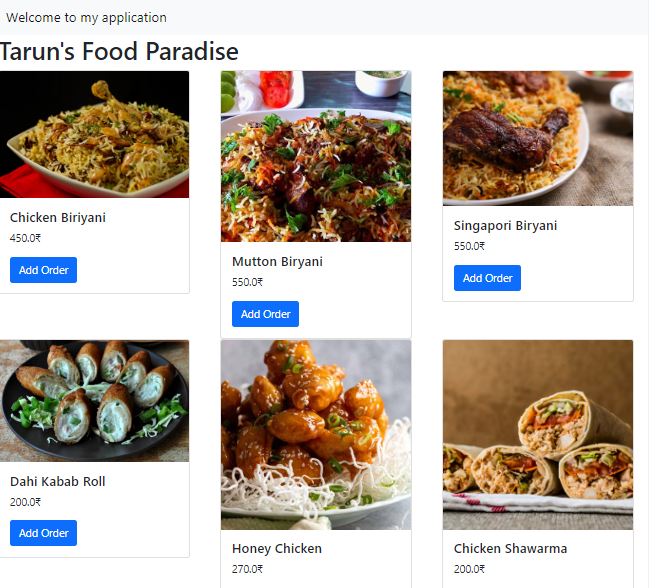 Welcome to my application
Tarun's Food Paradise
Chicken Biriyani
450.0₹
Add Order
Mutton Biryani
550.0₹
Add Order
Singapori Biryani
550.0₹
Add Order
Dahi Kabab Roll
200.0₹
Add Order
Honey Chicken
270.0₹
Chicken Shawarma
200.0₹